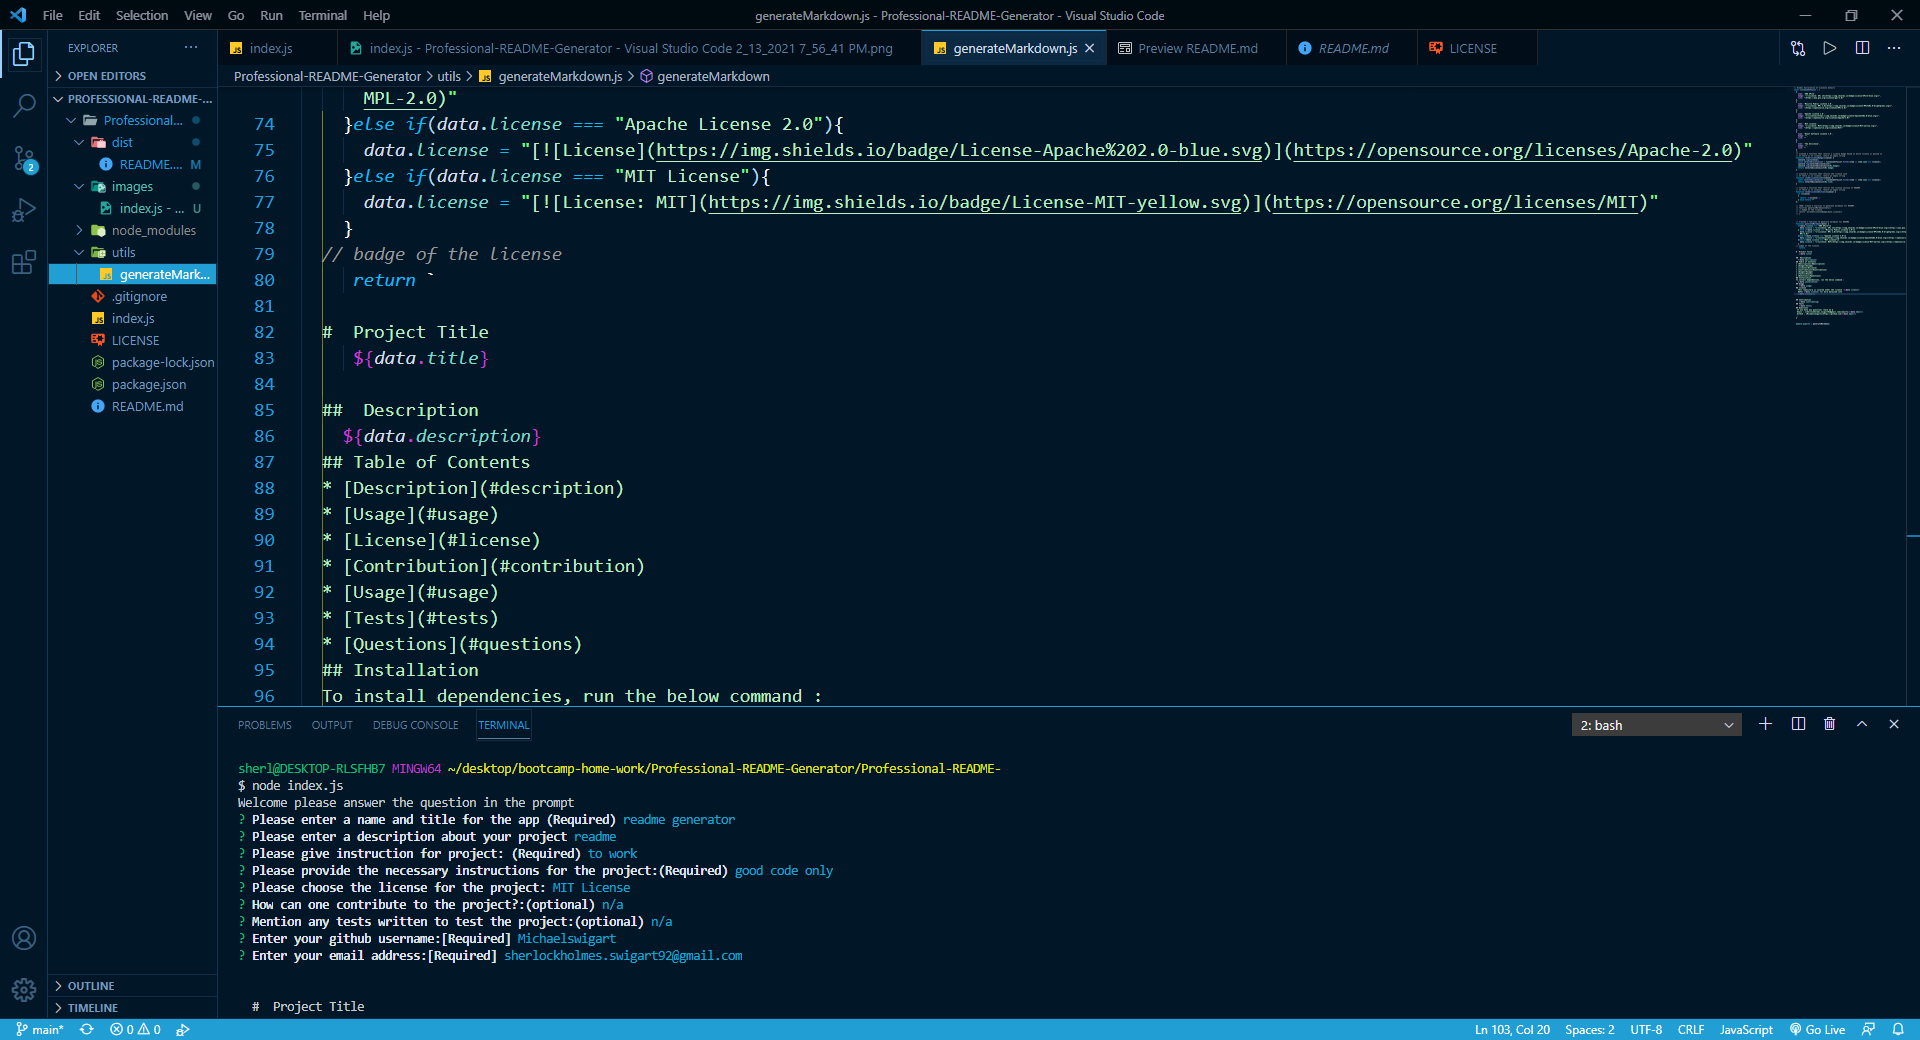 File Edit Selection View Go Run Terminal Help
generateMarkdown.js - Professional-README-Generator - Visual Studio Code
EXPLORER
OPEN EDITORS
PROFESSIONAL-README-...
Professional...
dist
README.... M
images
index.js - ... U
node_modules
utils
generateMark...
.gitignore
index.js
LICENSE
package-lock.json
package.json
README.md
OUTLINE
TIMELINE
2
index.js
index.js - Professional-README-Generator - Visual Studio Code 2_13_2021 7_56_41 PM.png
generateMarkdown.js
Preview README.md
README.md
LICENSE
Professional-README-Generator > utils > generateMarkdown.js > generateMarkdown
MPL-2.0)"
74 }else if(data.license === "Apache License 2.0"){
75 data.license = "[![License](https://img.shields.io/badge/License-Apache%202.0-blue.svg)](https://opensource.org/licenses/Apache-2.0)"
76 }else if(data.license === "MIT License"){
77 data.license = "[![License: MIT](https://img.shields.io/badge/License-MIT-yellow.svg)](https://opensource.org/licenses/MIT)"
78 }
79 // badge of the license
80 return `
81
82 #  Project Title
83 ${data.title}
84
85 ##  Description
86 ${data.description}
87 ## Table of Contents
88 * [Description](#description)
89 * [Usage](#usage)
90 * [License](#license)
91 * [Contribution](#contribution)
92 * [Usage](#usage)
93 * [Tests](#tests)
94 * [Questions](#questions)
95 ## Installation
96 To install dependencies, run the below command :
PROBLEMS OUTPUT DEBUG CONSOLE TERMINAL
2: bash
sherl@DESKTOP-RLSFHB7 MINGW64 ~/desktop/bootcamp-home-work/Professional-README-Generator/Professional-README-
$ node index.js
Welcome please answer the question in the prompt
? Please enter a name and title for the app (Required) readme generator
? Please enter a description about your project readme
? Please give instruction for project: (Required) to work
? Please provide the necessary instructions for the project:(Required) good code only
? Please choose the license for the project: MIT License
? How can one contribute to the project?:(optional) n/a
? Mention any tests written to test the project:(optional) n/a
? Enter your github username:[Required] Michaelswigart
? Enter your email address:[Required] sherlockholmes.swigart92@gmail.com
#  Project Title
main* 0 0
Ln 103, Col 20 Spaces: 2 UTF-8 CRLF JavaScript Go Live